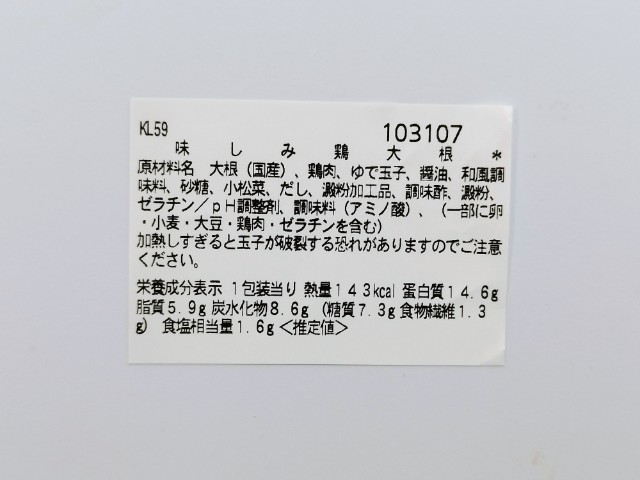 KL59 103107
味しみ鶏大根 *
原材料名 大根（国産）、鶏肉、ゆで玉子、醤油、和風調
味料、砂糖、小松菜、だし、澱粉加工品、調味酢、澱粉、
ゼラチン／ｐＨ調整剤、調味料（アミノ酸）、（一部に卵
・小麦・大豆・鶏肉・ゼラチンを含む）
加熱しすぎると玉子が破裂する恐れがありますのでご注意
ください。
栄養成分表示 １包装当り 熱量１４３kcal 蛋白質１４.６g
脂質５.９g 炭水化物８.６g （糖質７.３g 食物繊維１.３
g） 食塩相当量１.６g＜推定値＞